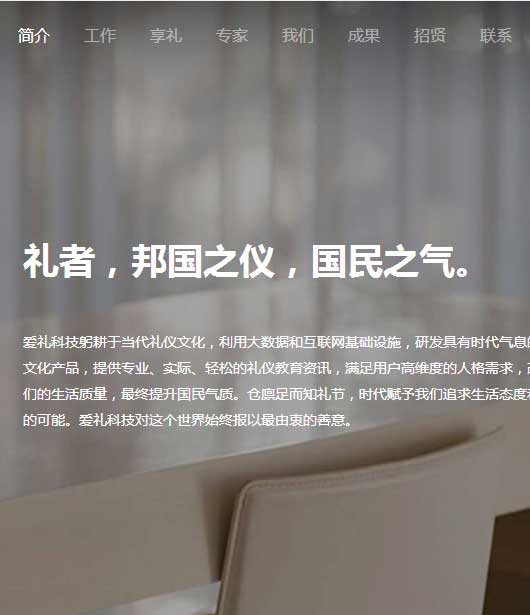 简介 工作 享礼 专家 我们 成果 招贤 联系
礼者，邦国之仪，国民之气。
爱礼科技躬耕于当代礼仪文化，利用大数据和互联网基础设施，研发具有时代气息的
文化产品，提供专业、实际、轻松的礼仪教育资讯，满足用户高维度的人格需求，改
们的生活质量，最终提升国民气质。仓廪足而知礼节，时代赋予我们追求生活态度和
的可能。爱礼科技对这个世界始终报以最由衷的善意。